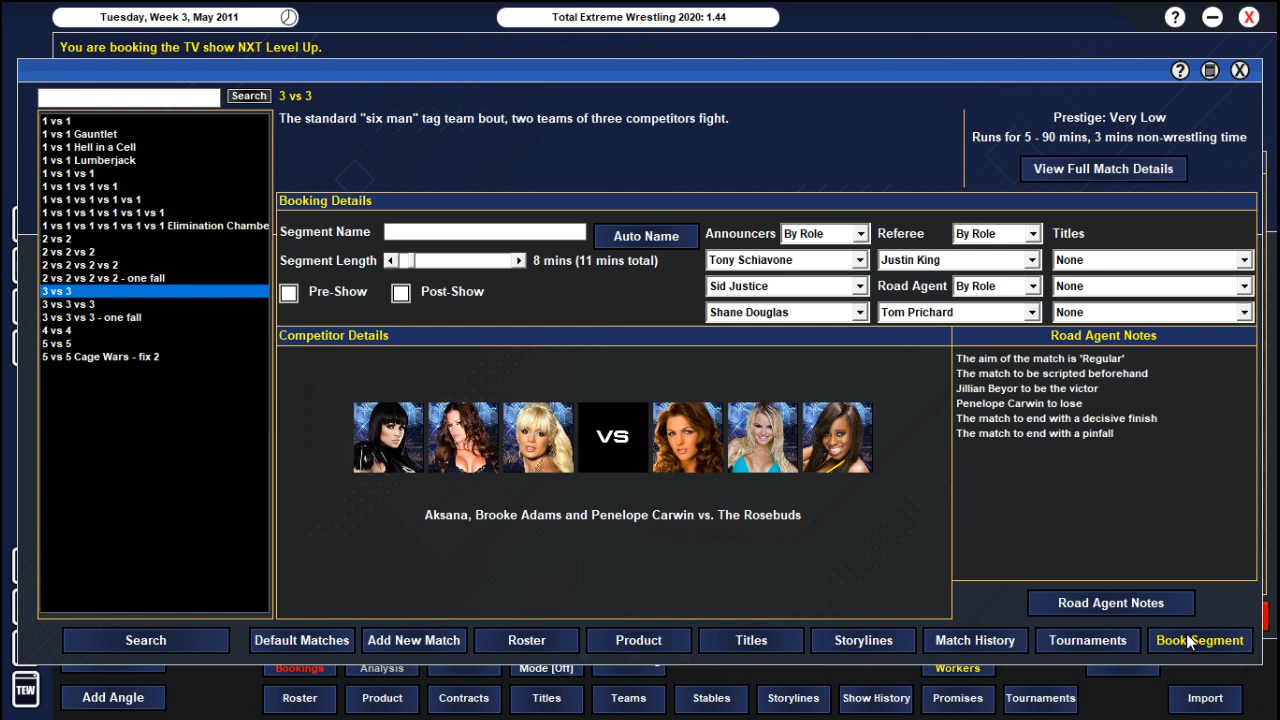 Tuesday, Week 3, May 2011
Total Extreme Wrestling 2020: 1.44
? X
You are booking the TV show NXT Level Up.
? X
Search
3 vs 3
1 vs 1
1 vs 1 Gauntlet
1 vs 1 Hell in a Cell
1 vs 1 Lumberjack
1 vs 1 vs 1
1 vs 1 vs 1 vs 1
1 vs 1 vs 1 vs 1 vs 1
1 vs 1 vs 1 vs 1 vs 1 vs 1
1 vs 1 vs 1 vs 1 vs 1 vs 1 Elimination Chambe
2 vs 2
2 vs 2 vs 2
2 vs 2 vs 2 vs 2
2 vs 2 vs 2 vs 2 - one fall
3 vs 3
3 vs 3 vs 3
3 vs 3 vs 3 - one fall
4 vs 4
5 vs 5
5 vs 5 Cage Wars - fix 2
The standard "six man" tag team bout, two teams of three competitors fight.
Prestige: Very Low
Runs for 5 - 90 mins, 3 mins non-wrestling time
View Full Match Details
Booking Details
Segment Name
Auto Name
Announcers By Role
Referee By Role
Titles
Segment Length
8 mins (11 mins total)
Tony Schiavone
Justin King
None
Pre-Show
Post-Show
Sid Justice
Road Agent By Role
None
Shane Douglas
Tom Prichard
None
Competitor Details
VS
Aksana, Brooke Adams and Penelope Carwin vs. The Rosebuds
Road Agent Notes
The aim of the match is 'Regular'
The match to be scripted beforehand
Jillian Beyor to be the victor
Penelope Carwin to lose
The match to end with a decisive finish
The match to end with a pinfall
Road Agent Notes
Search
Default Matches
Add New Match
Roster
Product
Titles
Storylines
Match History
Tournaments
Book Segment
Bookings
Analysis
Mode [Off]
Workers
TEW
Add Angle
Roster
Product
Contracts
Titles
Teams
Stables
Storylines
Show History
Promises
Tournaments
Import